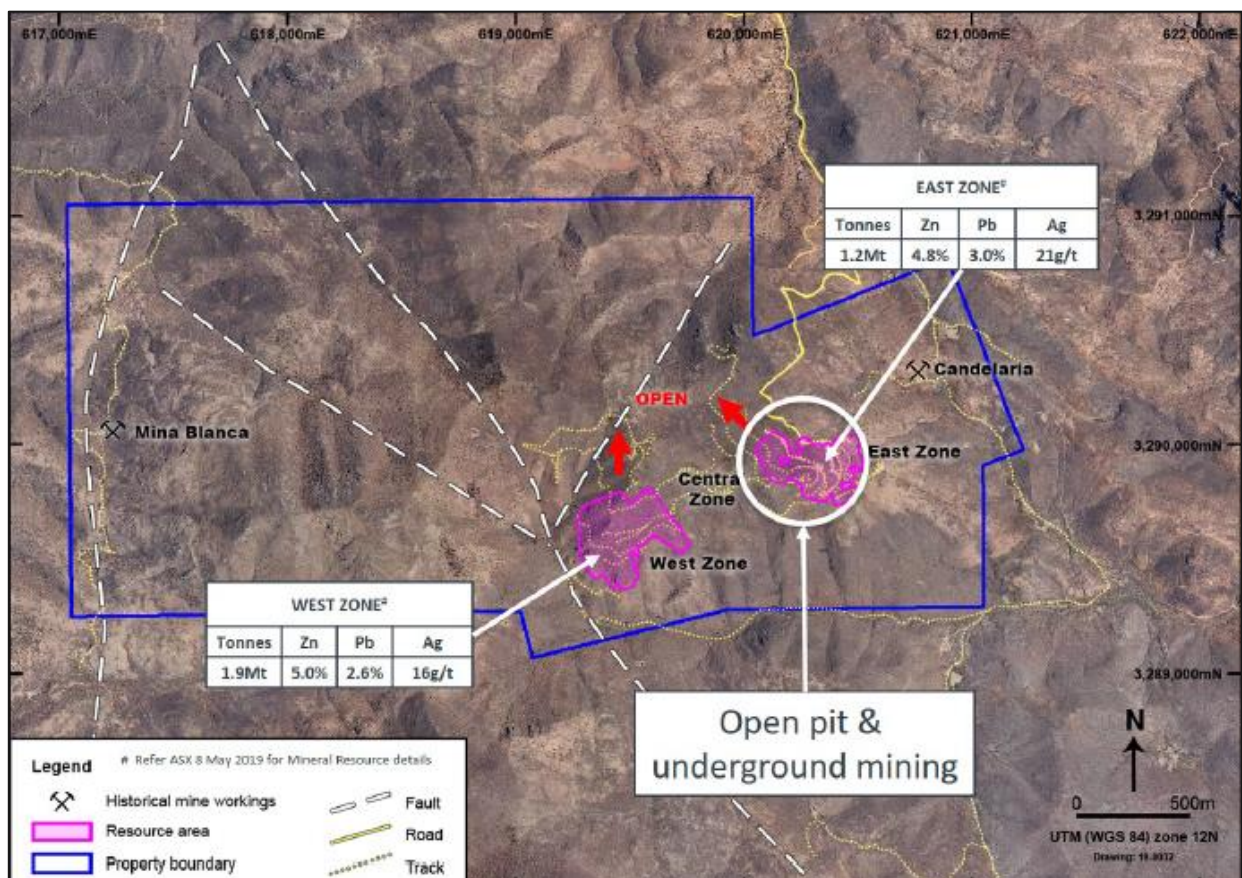 617,000mE
618,000mE
619,000mE
620,000mE
621,000mE
622,000mE
EAST ZONE#
Tonnes Zn Pb Ag
1.2Mt 4.8% 3.0% 21g/t
3,291,000mN
Candelaria
OPEN
Mina Blanca
3,290,000mN
East Zone
Centra
Zone
West Zone
WEST ZONE#
Tonnes Zn Pb Ag
1.9Mt 5.0% 2.6% 16g/t
3,289,000mN
Open pit &
underground mining
N
0 500m
UTM (WGS 84) zone 12N
Legend # Refer ASX 8 May 2019 for Mineral Resource details
Historical mine workings
Resource area
Property boundary
Fault
Road
Track